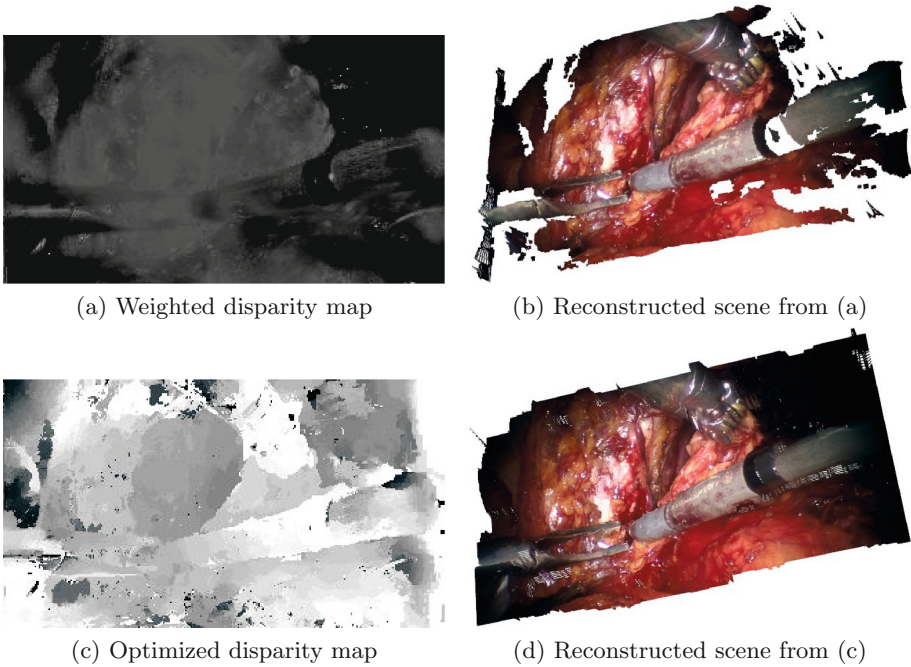 (a) Weighted disparity map
(b) Reconstructed scene from (a)
(c) Optimized disparity map
(d) Reconstructed scene from (c)